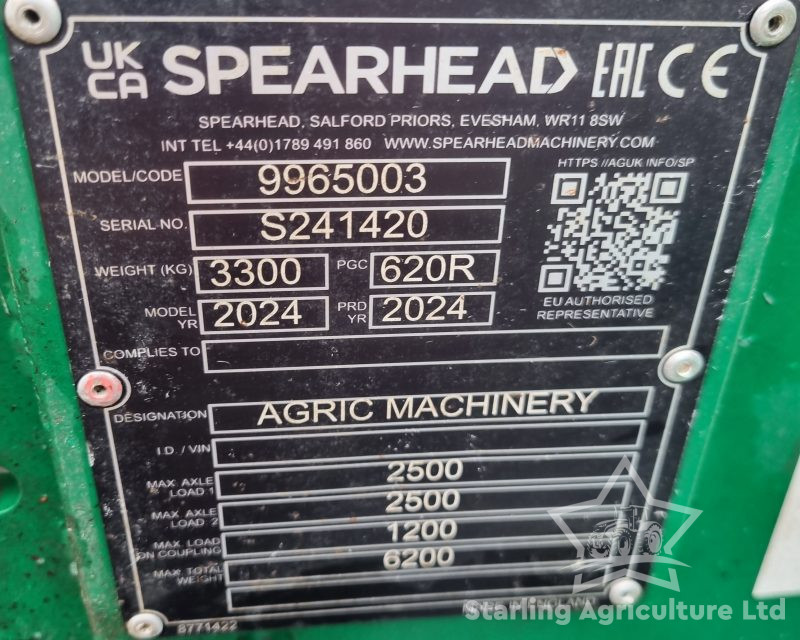 UK CA SPEARHEAD EAC CE
SPEARHEAD, SALFORD PRIORS, EVESHAM, WR11 8SW
INT TEL +44(0)1789 491 860 WWW.SPEARHEADMACHINERY.COM
HTTPS //AGUK INFO/SP
MODEL/CODE 9965003
SERIAL NO. S241420
WEIGHT (KG) 3300 PGC 620R
MODEL YR 2024 PRD YR 2024
EU AUTHORISED
REPRESENTATIVE
COMPLIES TO
DESIGNATION AGRIC MACHINERY
I.D. / VIN
MAX. AXLE LOAD 1 2500
MAX. AXLE LOAD 2 2500
MAX. LOAD ON COUPLING 1200
MAX. TOTAL WEIGHT 6200
8771422
Starling Agriculture Ltd